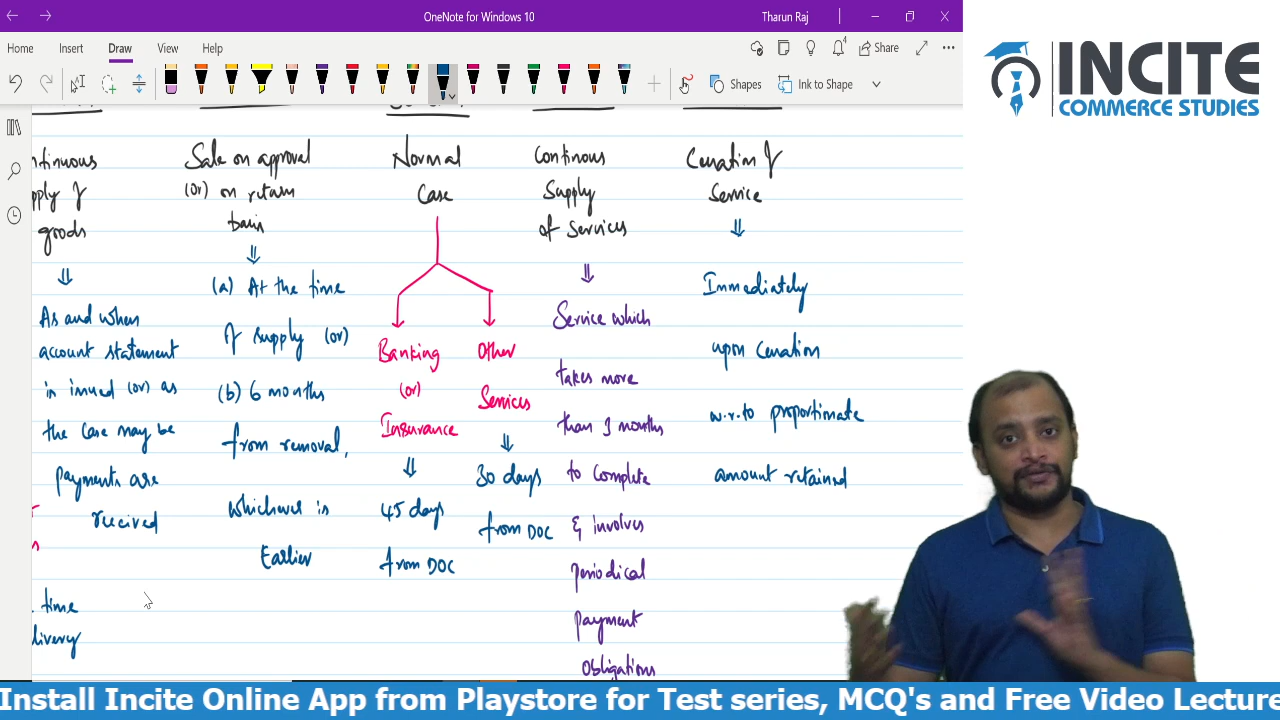 OneNote for Windows 10
Tharun Raj
Home Insert Draw View Help
4
Share
Shapes
Ink to Shape
INCITE
COMMERCE STUDIES
ntinuous
pply of
goods
⇓
As and when
account statement
is issued (or) as
the case may be
payments are
received
time
livery
Sale on approval
(or) on return
basis
⇓
(a) At the time
of supply (or)
(b) 6 months
from removal,
whichever is
Earlier
Normal
Case
Banking
(or)
Insurance
⇓
45 days
from DOC
Other
Services
⇓
30 days
from DOC
Continous
Supply
of Services
⇓
Service which
takes more
than 3 months
to complete
& involves
periodical
payment
obligations
Cessation of
Service
⇓
Immediately
upon Cessation
w.r.to proportinate
amount retained
Install Incite Online App from Playstore for Test series, MCQ's and Free Video Lecture